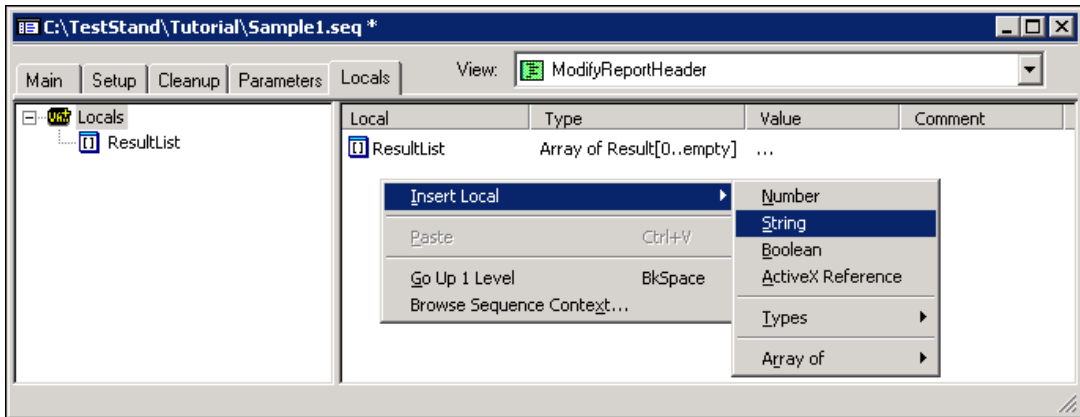 C:\TestStand\Tutorial\Sample1.seq *
Main Setup Cleanup Parameters Locals View: ModifyReportHeader
Locals
ResultList
Local Type Value Comment
ResultList Array of Result[0..empty] ...
Insert Local
Paste Ctrl+V
Go Up 1 Level BkSpace
Browse Sequence Context...
Number
String
Boolean
ActiveX Reference
Types
Array of